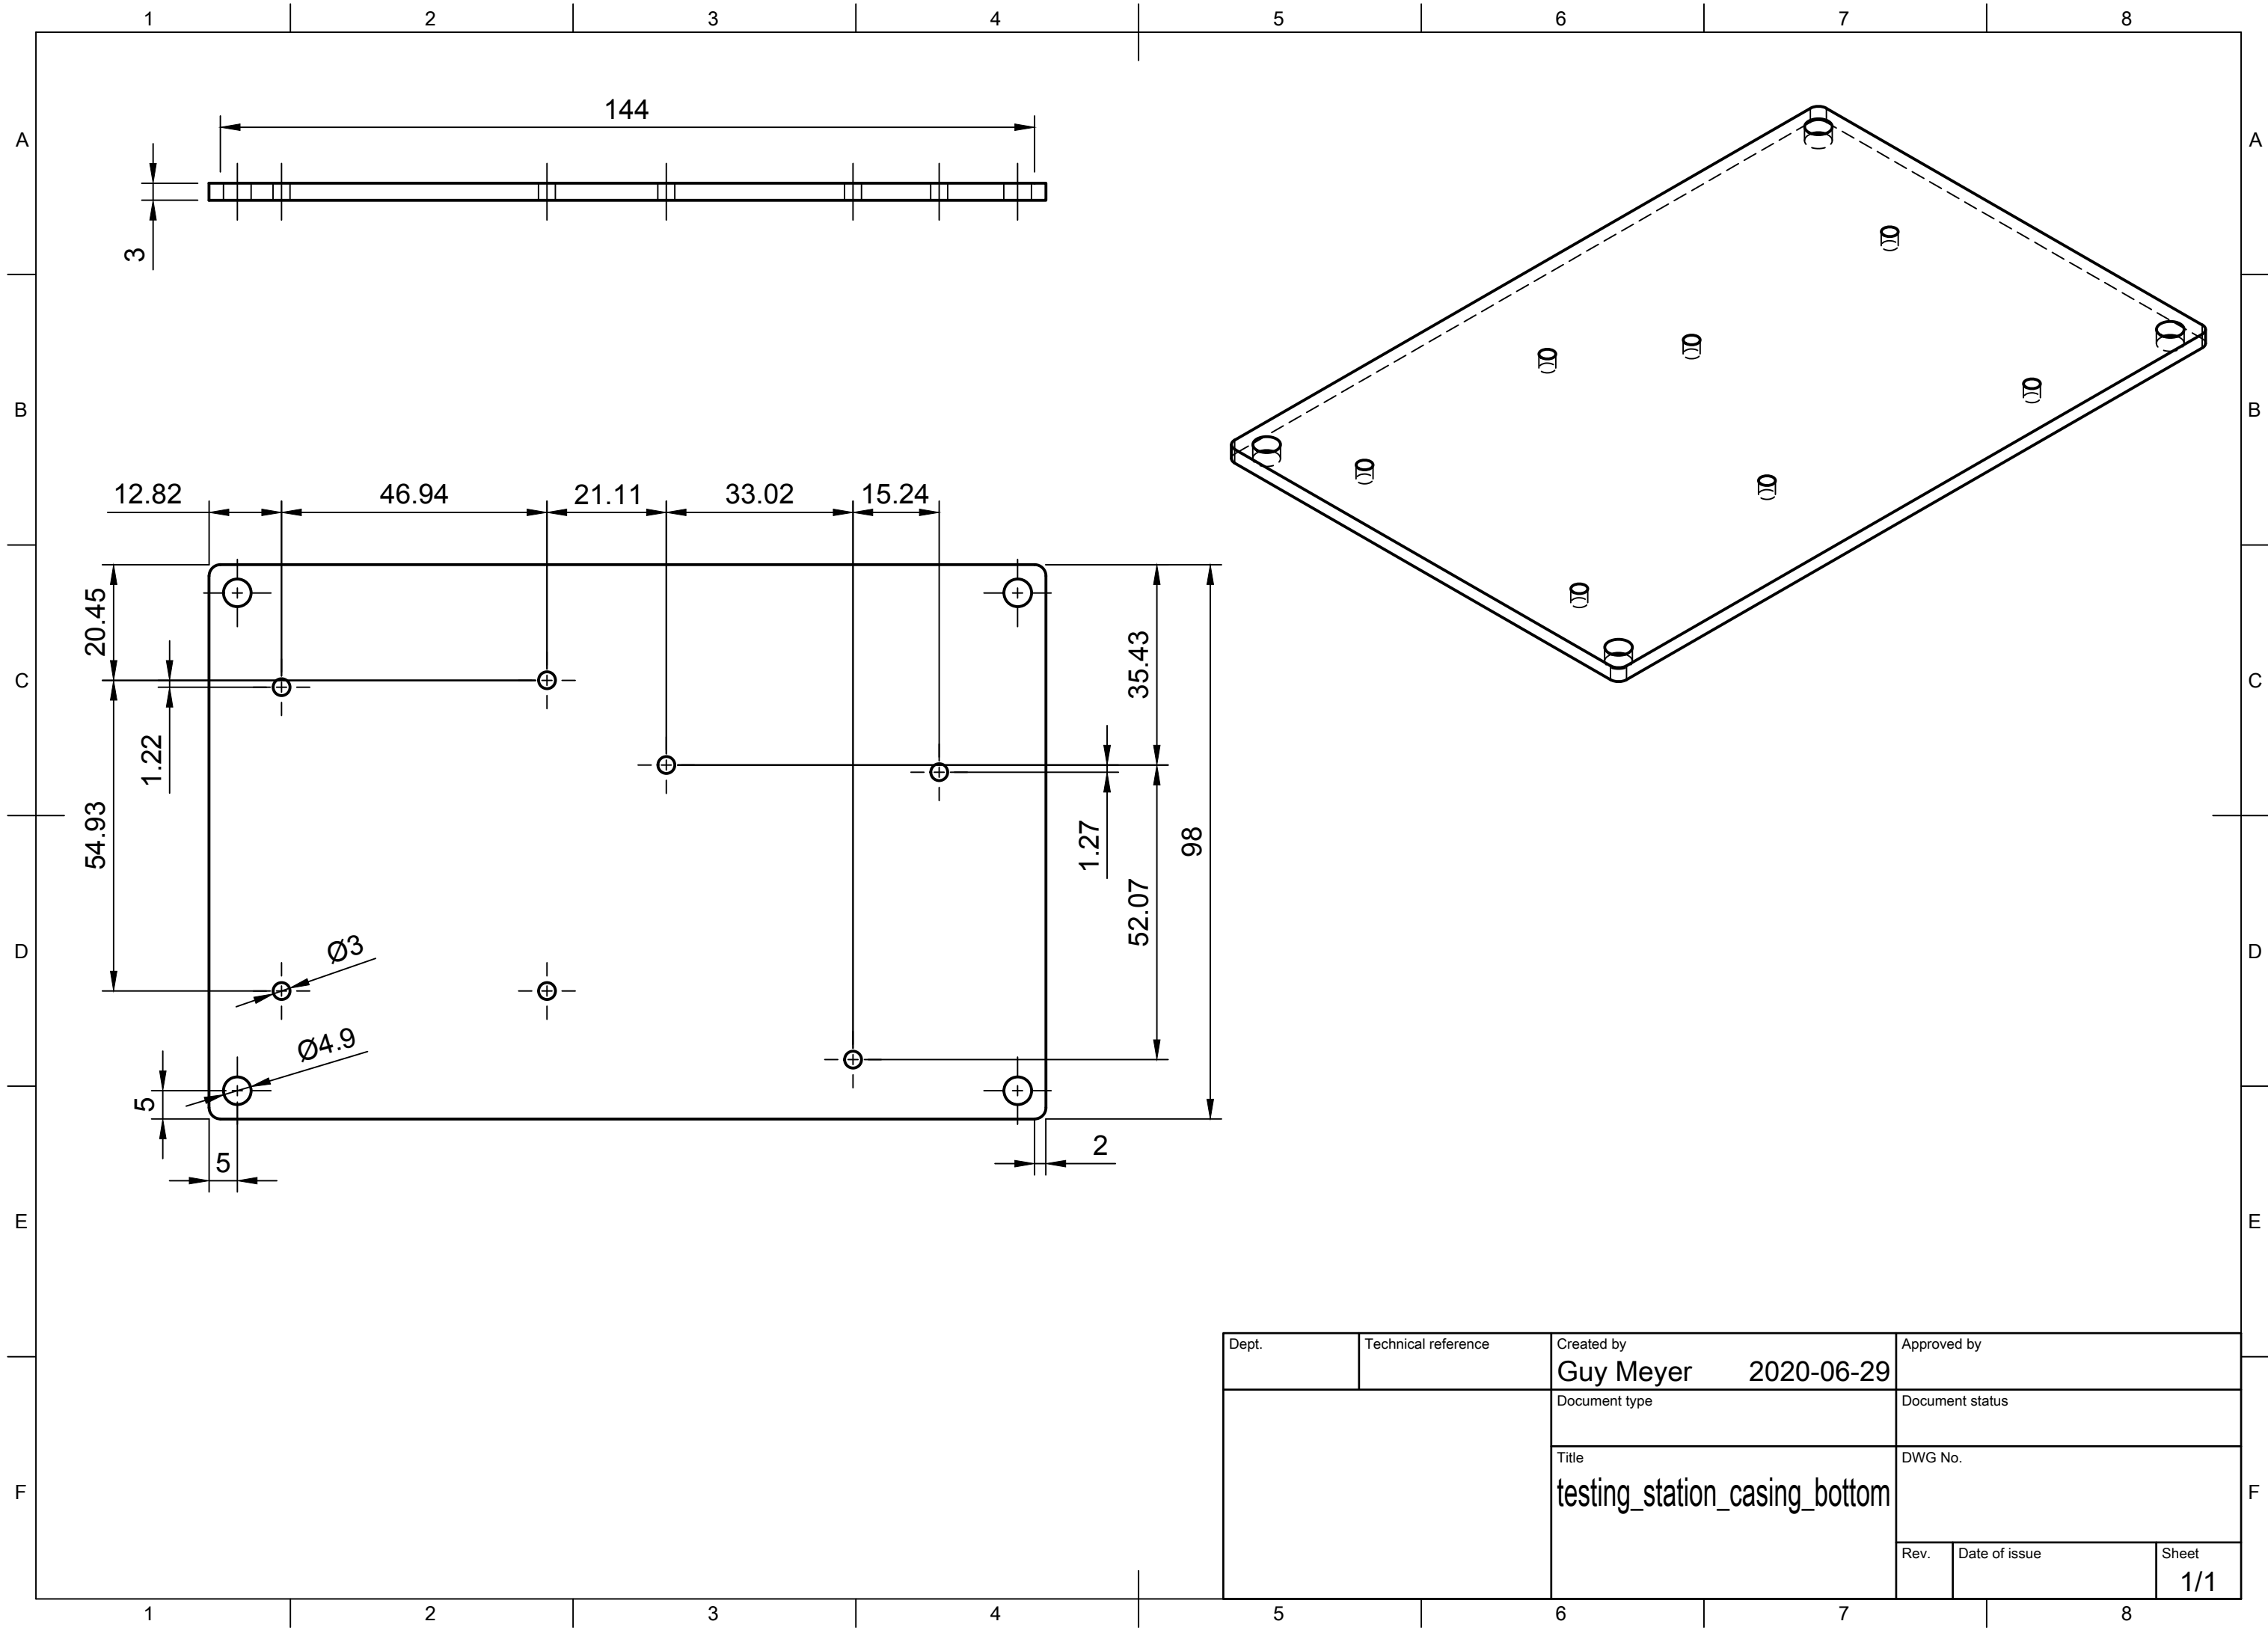 1 2 3 4 5 6 7 8
A A
144
3
B B
12.82 46.94 21.11 33.02 15.24
20.45
35.43
C C
1.22
54.93
1.27
98
52.07
D D
Ø3
Ø4.9
5
5
2
E E
Dept. Technical reference Created by Approved by
Guy Meyer 2020-06-29
Document type Document status
Title DWG No.
testing_station_casing_bottom
F F
Rev. Date of issue Sheet
1/1
1 2 3 4 5 6 7 8